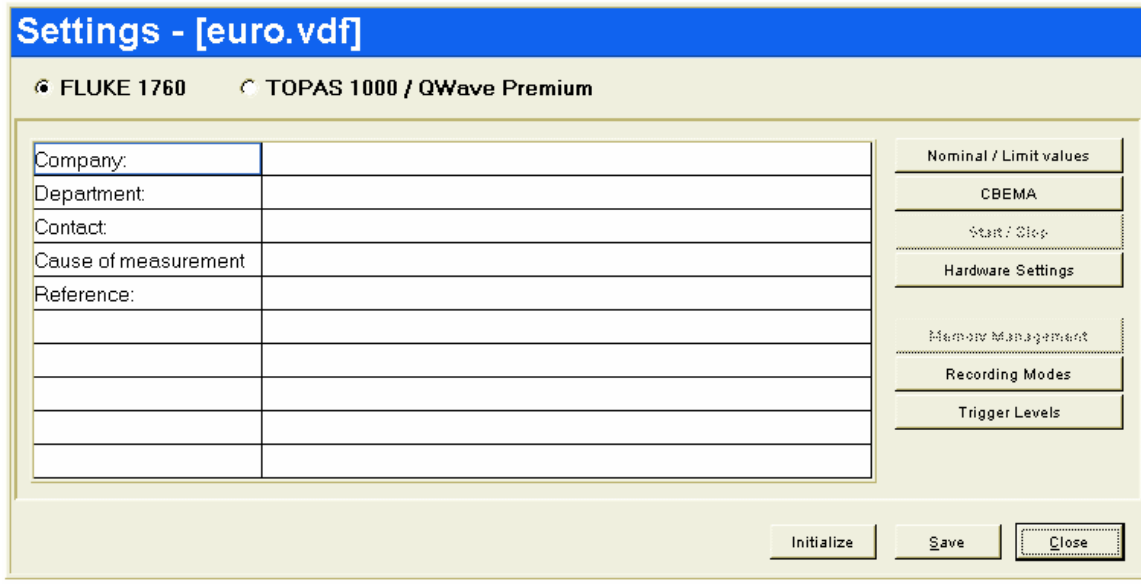 Settings - [euro.vdf]
FLUKE 1760 TOPAS 1000 / QWave Premium
Company:
Department:
Contact:
Cause of measurement
Reference:
Nominal / Limit values
CBEMA
Start / Stop
Hardware Settings
Memory Management
Recording Modes
Trigger Levels
Initialize Save Close